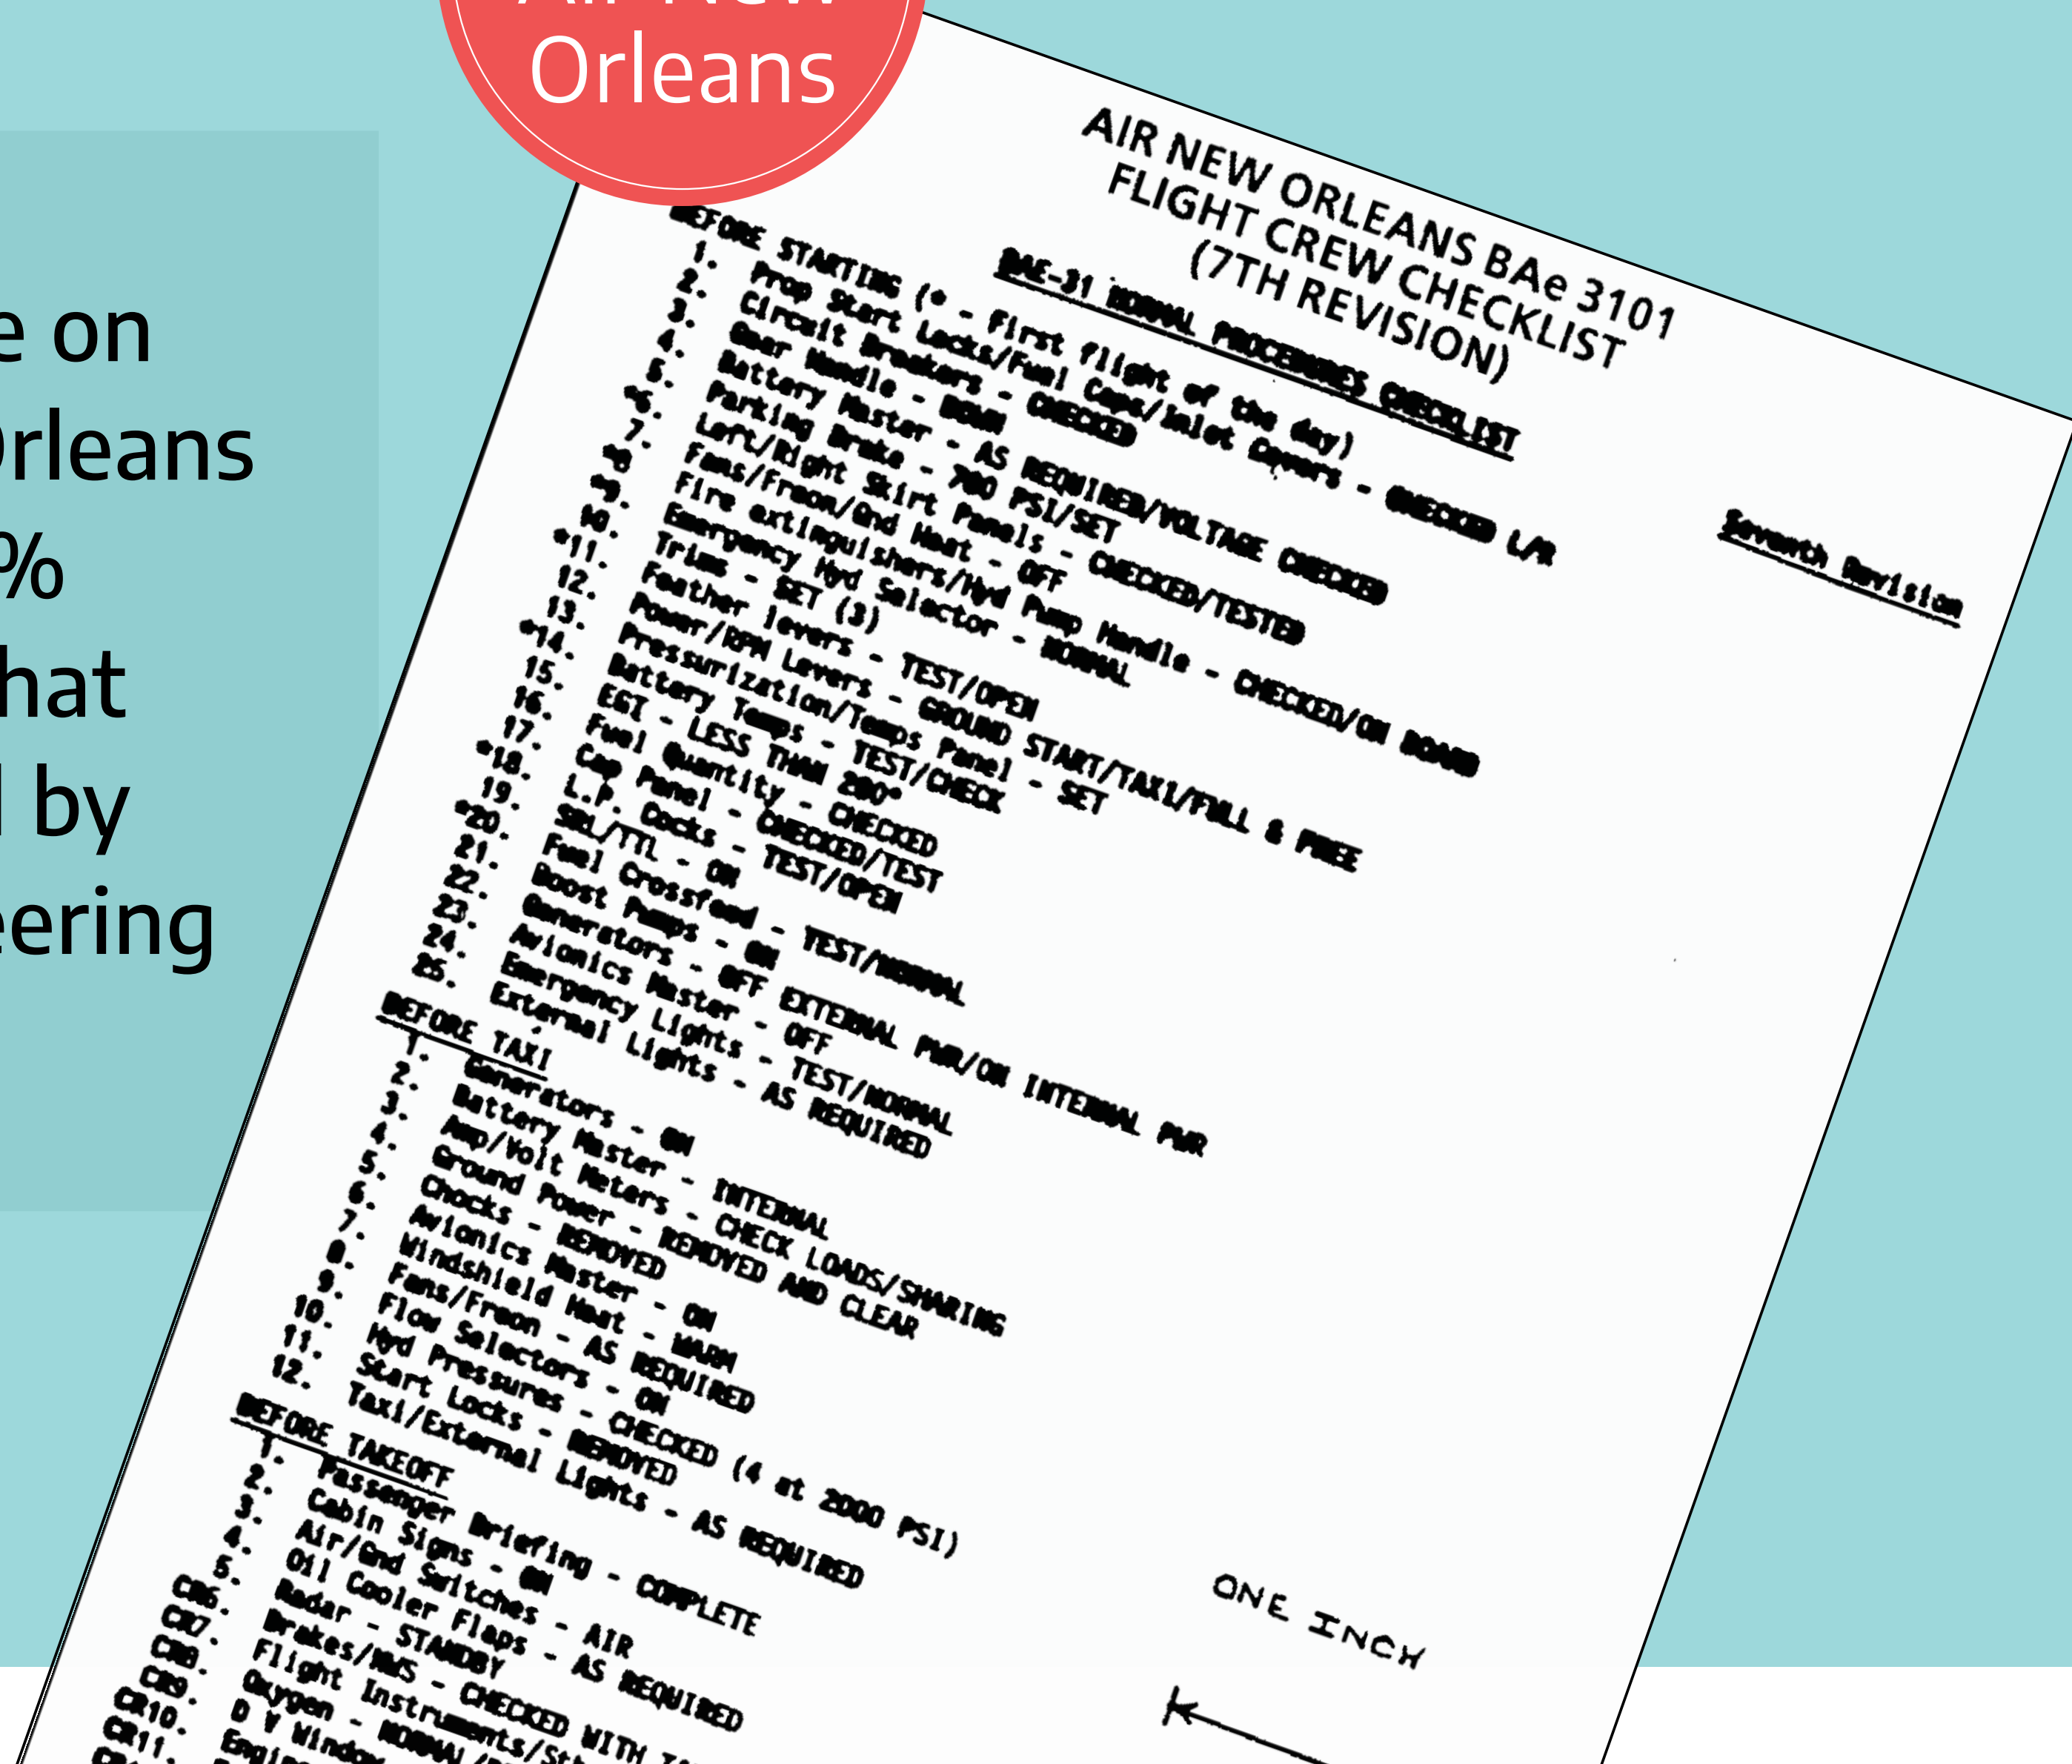 Orleans
e on
Orleans
%
hat
by
eering
AIR NEW ORLEANS BAe 3101
FLIGHT CREW CHECKLIST
(7TH REVISION)
BAE-31 NORMAL PROCEDURES CHECKLIST
Seventh Revision
BEFORE STARTING (* - First flight of the day)
1. Prop Start Locks/Fuel Caps/Inlet Covers - CHECKED L/R
2. Circuit Breakers - CHECKED
3. Gear Handle - DOWN
4. Battery Master - AS REQUIRED/VOLTAGE CHECKED
5. Parking Brake - 700 PSI/SET
*6. Left/Right Skirt Panels - CHECKED/TESTED
7. Fans/Freon/Gnd Heat - OFF
*8. Fire extinguishers/Hyd Pump Handle - CHECKED/ON BOARD
*9. Emergency Hyd Selector - NORMAL
10. Trims - SET (3)
*11. Feather levers - TEST/OPEN
12. Power/RPM Levers - GROUND START/TAXI/FULL & FREE
13. Pressurization/Temps Panel - SET
*14. Battery Temps - TEST/CHECK
15. EGT - LESS THAN 200°
16. Fuel Quantity - CHECKED
17. Cap Panel - CHECKED/TEST
*18. L.P. Cocks - TEST/OPEN
19. SRL/TTL - ON
*20. Fuel Crossfeed - TEST/NORMAL
21. Boost Pumps - ON
22. Generators - OFF EXTERNAL PWR/ON INTERNAL PWR
23. Avionics Master - OFF
24. Emergency Lights - TEST/NORMAL
25. External Lights - AS REQUIRED
BEFORE TAXI
1. Generators - ON
2. Battery Master - INTERNAL
3. Amp/Volt Meters - CHECK LOADS/SHARING
4. Ground Power - REMOVED AND CLEAR
5. Chocks - REMOVED
6. Avionics Master - ON
7. Windshield Heat - WARM
8. Fans/Freon - AS REQUIRED
9. Flow Selectors - ON
10. Hyd Pressures - CHECKED (4 at 2000 PSI)
11. Start Locks - REMOVED
12. Taxi/External Lights - AS REQUIRED
BEFORE TAKEOFF
1. Passenger Briefing - COMPLETE
2. Cabin Signs - ON
3. Air/Gnd Switches - AIR
4. Oil Cooler Flaps - AS REQUIRED
5. Radar - STANDBY
CR6. Brakes/NWS - CHECKED WITH
CR7. Flight Instruments/
CR8. Oxygen - NORMAL
CR9. D V Window
CR10.
CR11.
ONE INCH